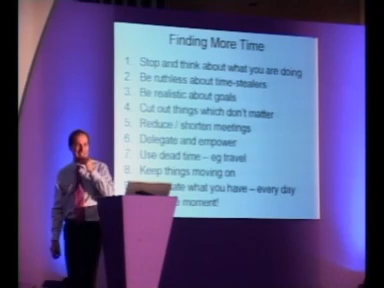 Finding More Time
1. Stop and think about what you are doing
2. Be ruthless about time-stealers
3. Be realistic about goals
4. Cut out things which don't matter
5. Reduce / shorten meetings
6. Delegate and empower
7. Use dead time – eg travel
8. Keep things moving on
what you have – every day
moment!